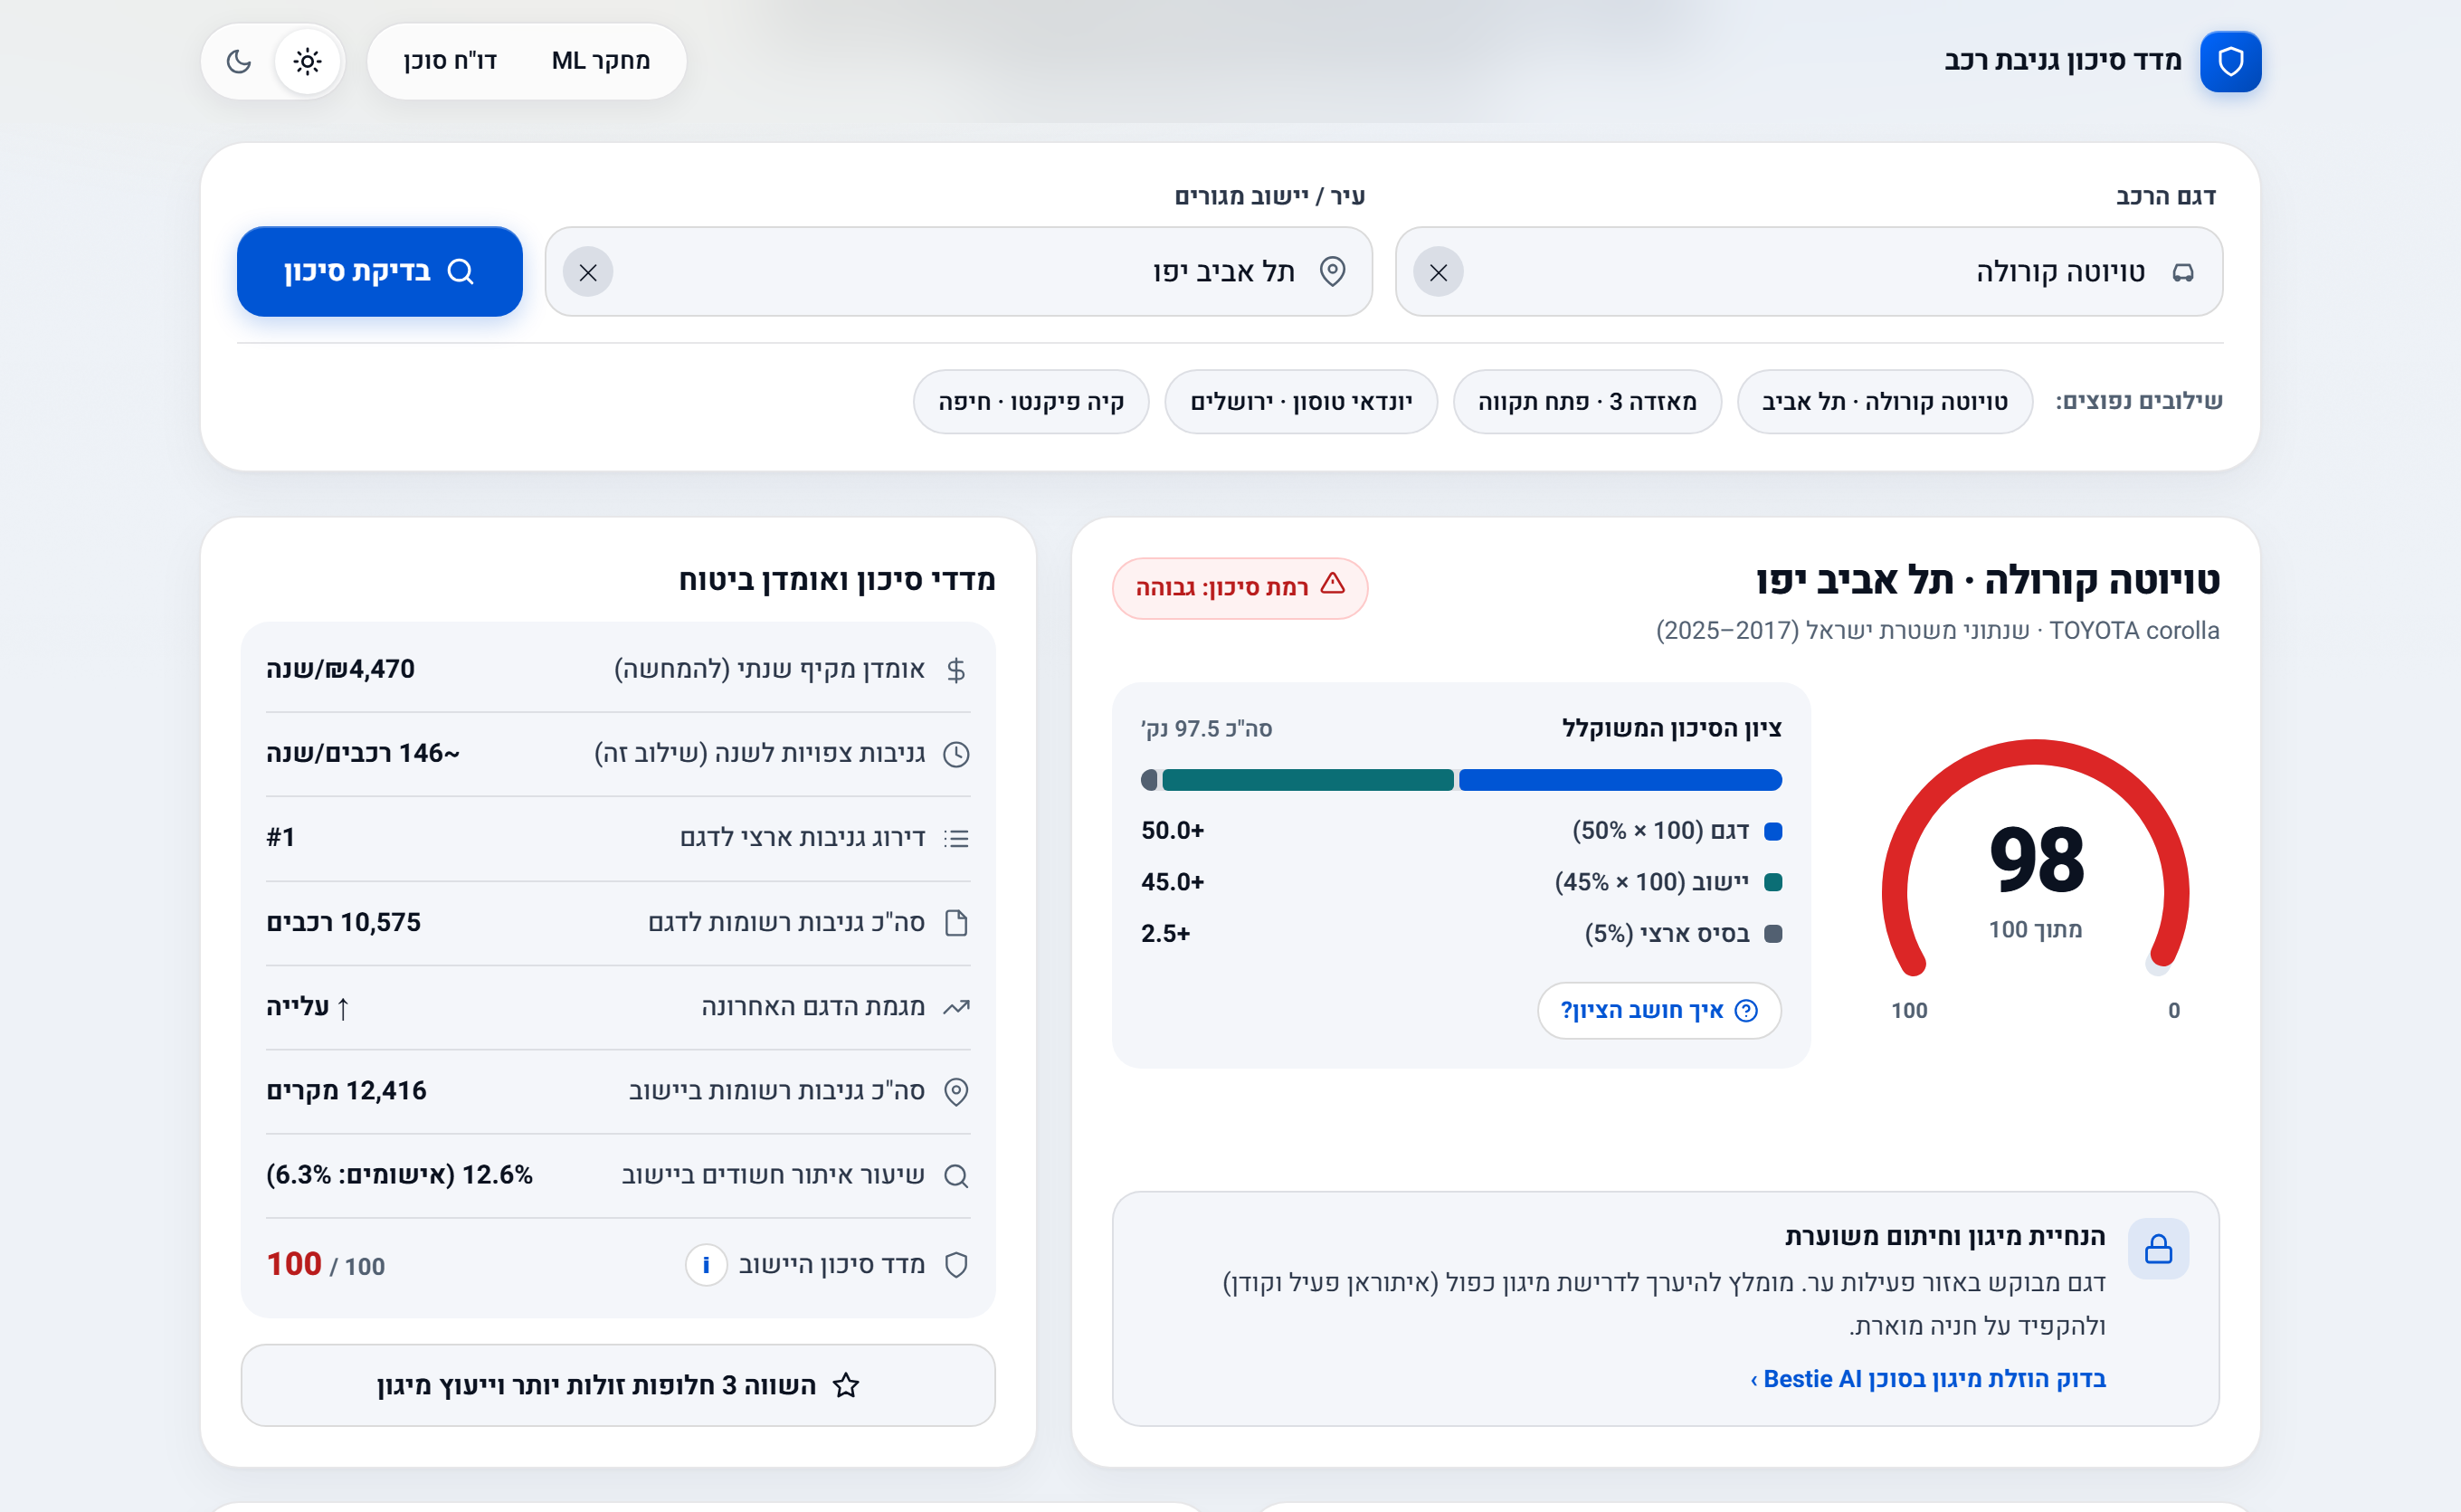 מדד סיכון גניבת רכב
מחקר ML
דו"ח סוכן
דגם הרכב
עיר / יישוב מגורים
טויוטה קורולה
תל אביב יפו
בדיקת סיכון
שילובים נפוצים:
טויוטה קורולה · תל אביב
מאזדה 3 · פתח תקווה
יונדאי טוסון · ירושלים
קיה פיקנטו · חיפה
טויוטה קורולה · תל אביב יפו
רמת סיכון: גבוהה
TOYOTA corolla · שנתוני משטרת ישראל (2017–2025)
98
מתוך 100
0
100
ציון הסיכון המשוקלל
סה"כ 97.5 נק'
דגם (100 × 50%)
+50.0
יישוב (100 × 45%)
+45.0
בסיס ארצי (5%)
+2.5
איך חושב הציון?
הנחיית מיגון וחיתום משוערת
דגם מבוקש באזור פעילות ער. מומלץ להיערך לדרישת מיגון כפול (איתוראן פעיל וקודן)
ולהקפיד על חניה מוארת.
בדוק הוזלת מיגון בסוכן Bestie AI ›
מדדי סיכון ואומדן ביטוח
אומדן מקיף שנתי (להמחשה)
₪4,470/שנה
גניבות צפויות לשנה (שילוב זה)
~146 רכבים/שנה
דירוג גניבות ארצי לדגם
#1
סה"כ גניבות רשומות לדגם
10,575 רכבים
מגמת הדגם האחרונה
↑ עלייה
סה"כ גניבות רשומות ביישוב
12,416 מקרים
שיעור איתור חשודים ביישוב
12.6% (אישומים: 6.3%)
מדד סיכון היישוב
i
100 / 100
השווה 3 חלופות זולות יותר וייעוץ מיגון